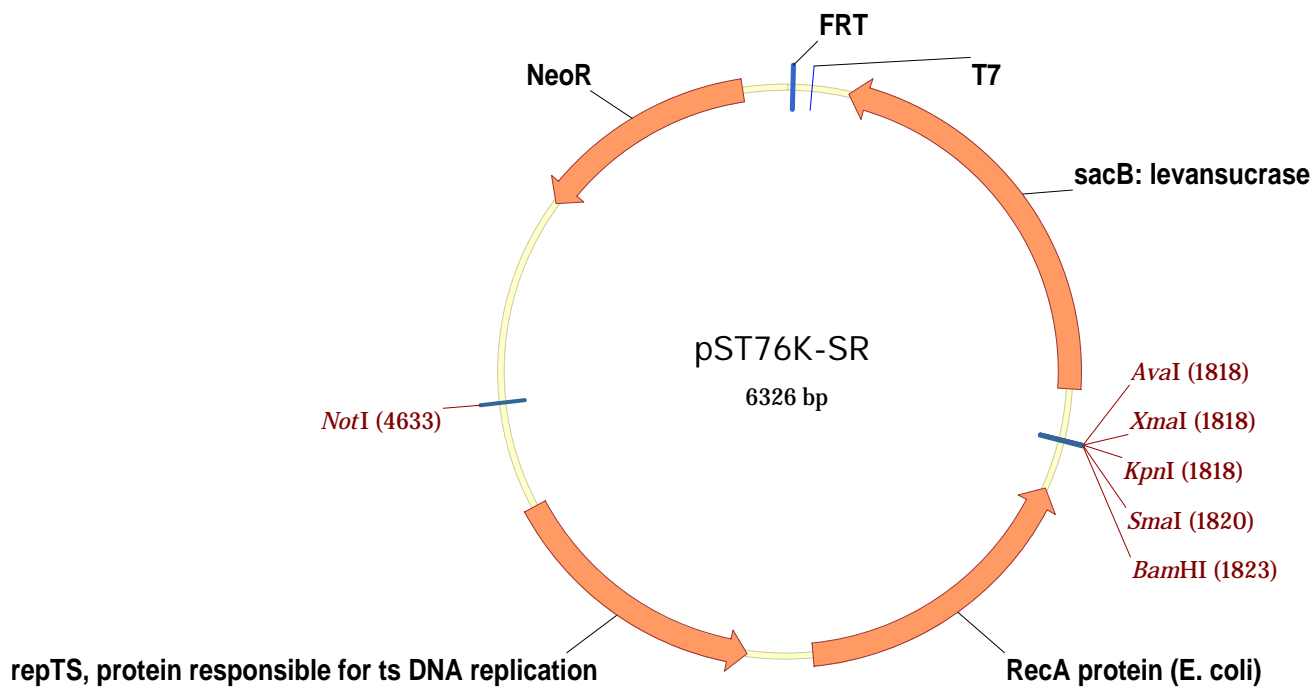 FRT
NeoR
T7
sacB: levansucrase
pST76K-SR
6326 bp
AvaI (1818)
XmaI (1818)
KpnI (1818)
SmaI (1820)
BamHI (1823)
NotI (4633)
repTS, protein responsible for ts DNA replication
RecA protein (E. coli)